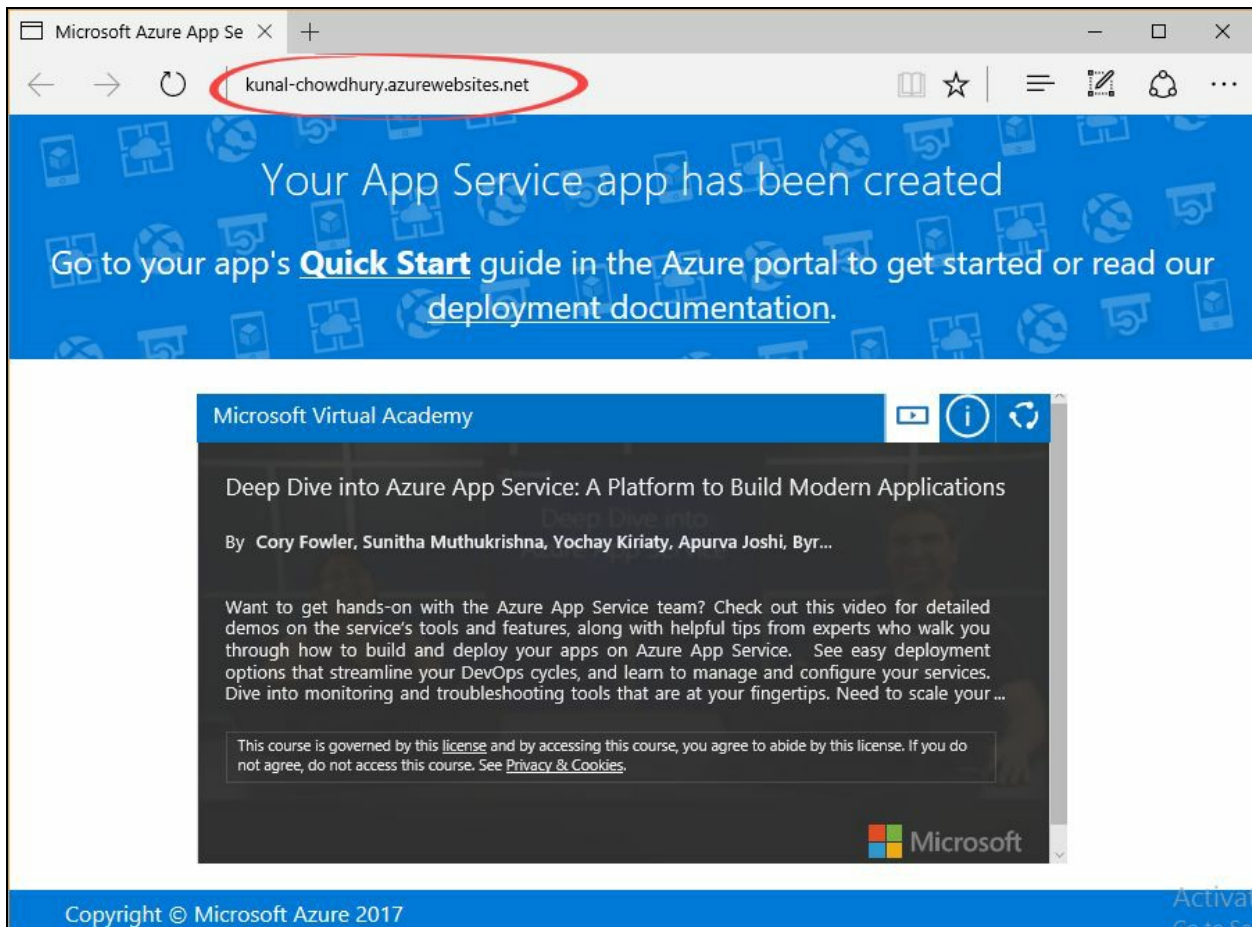 Microsoft Azure App Se
kunal-chowdhury.azurewebsites.net
Your App Service app has been created
Go to your app's Quick Start guide in the Azure portal to get started or read our
deployment documentation.
Microsoft Virtual Academy
Deep Dive into Azure App Service: A Platform to Build Modern Applications
Deep Dive into
By Cory Fowler, Sunitha Muthukrishna, Yochay Kiriaty, Apurva Joshi, Byr...
Want to get hands-on with the Azure App Service team? Check out this video for detailed
demos on the service's tools and features, along with helpful tips from experts who walk you
through how to build and deploy your apps on Azure App Service. See easy deployment
options that streamline your DevOps cycles, and learn to manage and configure your services.
Dive into monitoring and troubleshooting tools that are at your fingertips. Need to scale your ...
This course is governed by this license and by accessing this course, you agree to abide by this license. If you do
not agree, do not access this course. See Privacy & Cookies.
Microsoft
Copyright © Microsoft Azure 2017
Activat